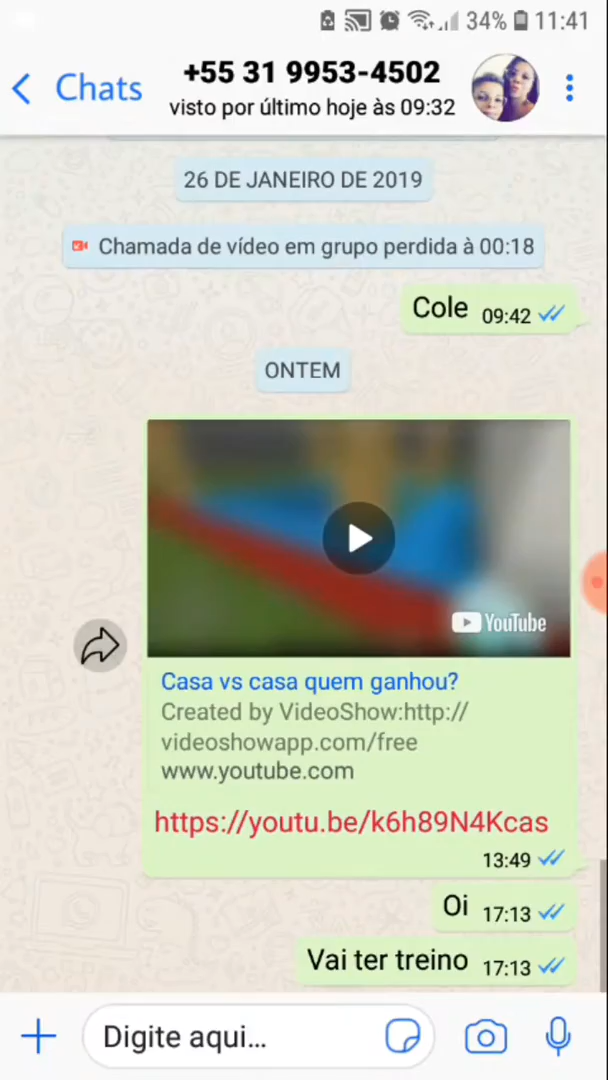 34% 11:41
Chats
+55 31 9953-4502
visto por último hoje às 09:32
26 DE JANEIRO DE 2019
Chamada de vídeo em grupo perdida à 00:18
Cole 09:42
ONTEM
YouTube
Casa vs casa quem ganhou?
Created by VideoShow:http://
videoshowapp.com/free
www.youtube.com
https://youtu.be/k6h89N4Kcas
13:49
Oi 17:13
Vai ter treino 17:13
Digite aqui...